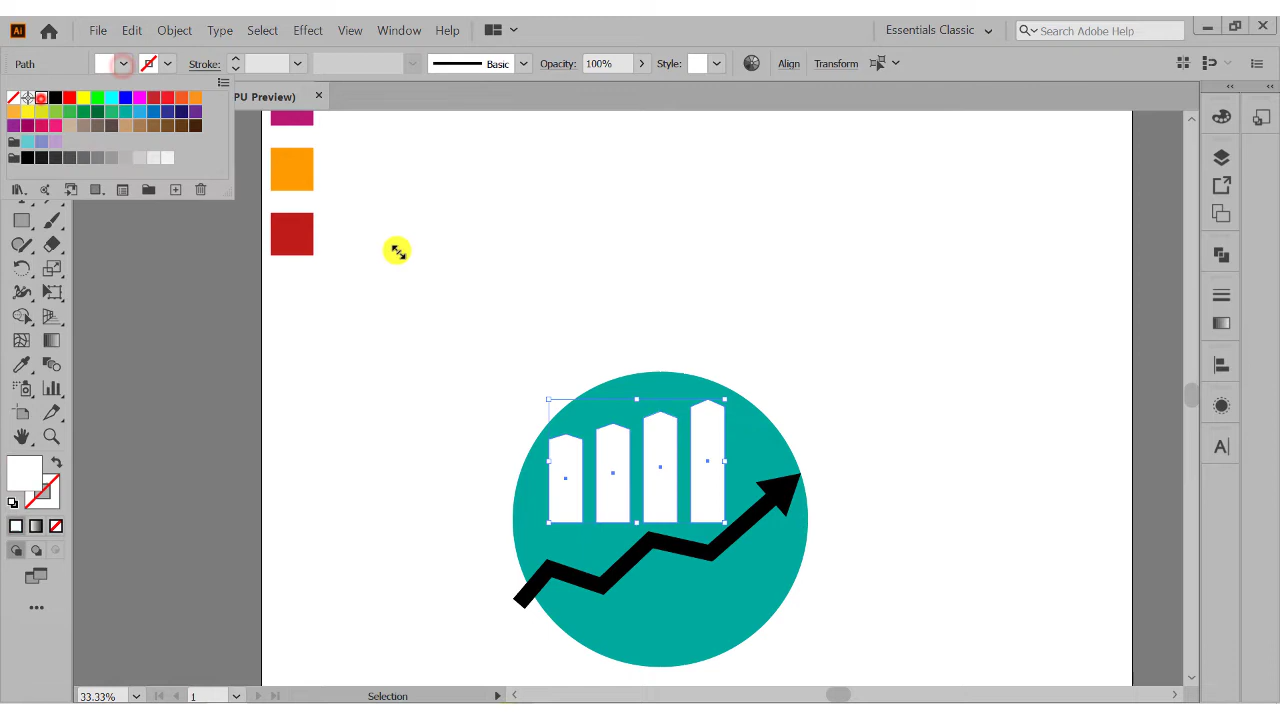 Ai File Edit Object Type Select Effect View Window Help Essentials Classic Search Adobe Help
Path Stroke: Basic Opacity: 100% Style: Align Transform
PU Preview) ×
A
33.33% 1 Selection